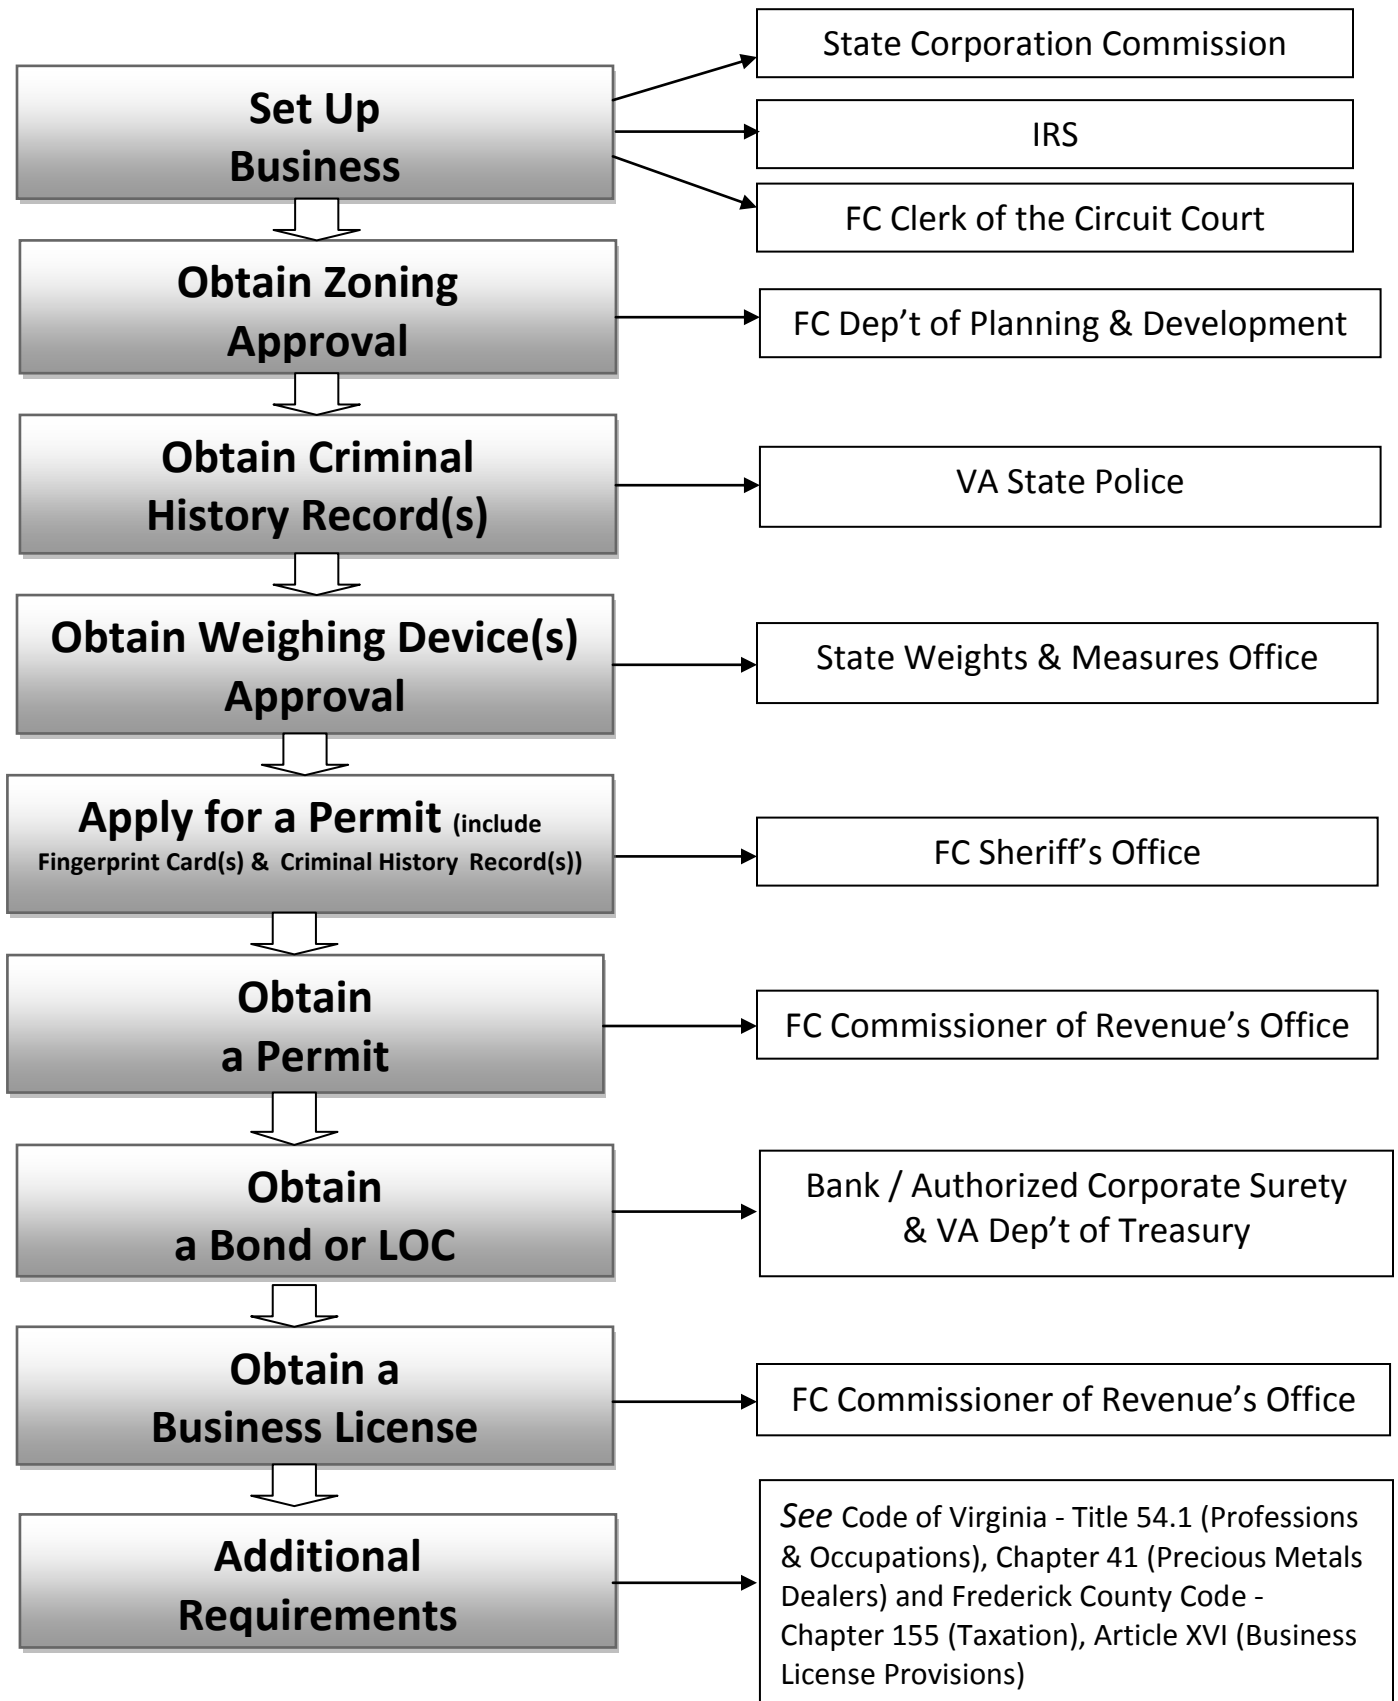 Set Up
Business
State Corporation Commission
IRS
FC Clerk of the Circuit Court
Obtain Zoning
Approval
FC Dep’t of Planning & Development
Obtain Criminal
History Record(s)
VA State Police
Obtain Weighing Device(s)
Approval
State Weights & Measures Office
Apply for a Permit (include
Fingerprint Card(s) & Criminal History Record(s))
FC Sheriff’s Office
Obtain
a Permit
FC Commissioner of Revenue’s Office
Obtain
a Bond or LOC
Bank / Authorized Corporate Surety
& VA Dep’t of Treasury
Obtain a
Business License
FC Commissioner of Revenue’s Office
Additional
Requirements
See Code of Virginia - Title 54.1 (Professions
& Occupations), Chapter 41 (Precious Metals
Dealers) and Frederick County Code -
Chapter 155 (Taxation), Article XVI (Business
License Provisions)